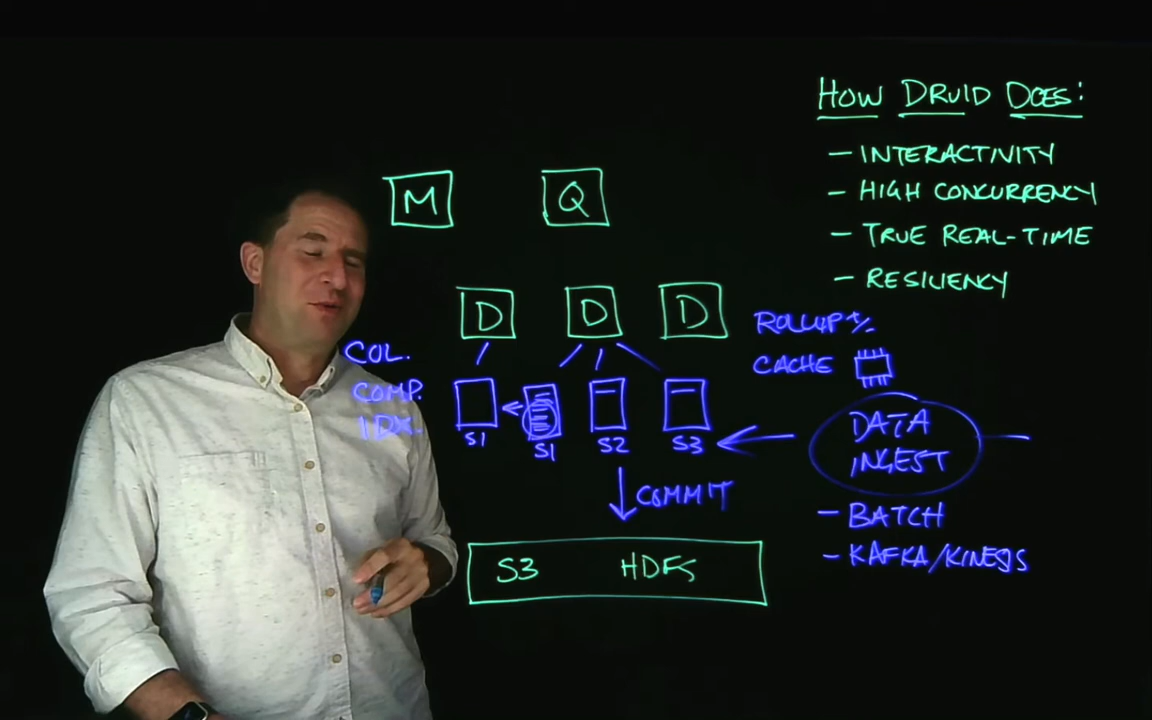 HOW DRUID DOES:
- INTERACTIVITY
- HIGH CONCURRENCY
- TRUE REAL-TIME
- RESILIENCY
M Q
D D D
COL.
COMP.
IDX.
S1 S1 S2 S3
ROLLUP
CACHE
DATA
INGEST
- BATCH
- KAFKA/KINESIS
COMMIT
S3 HDFS